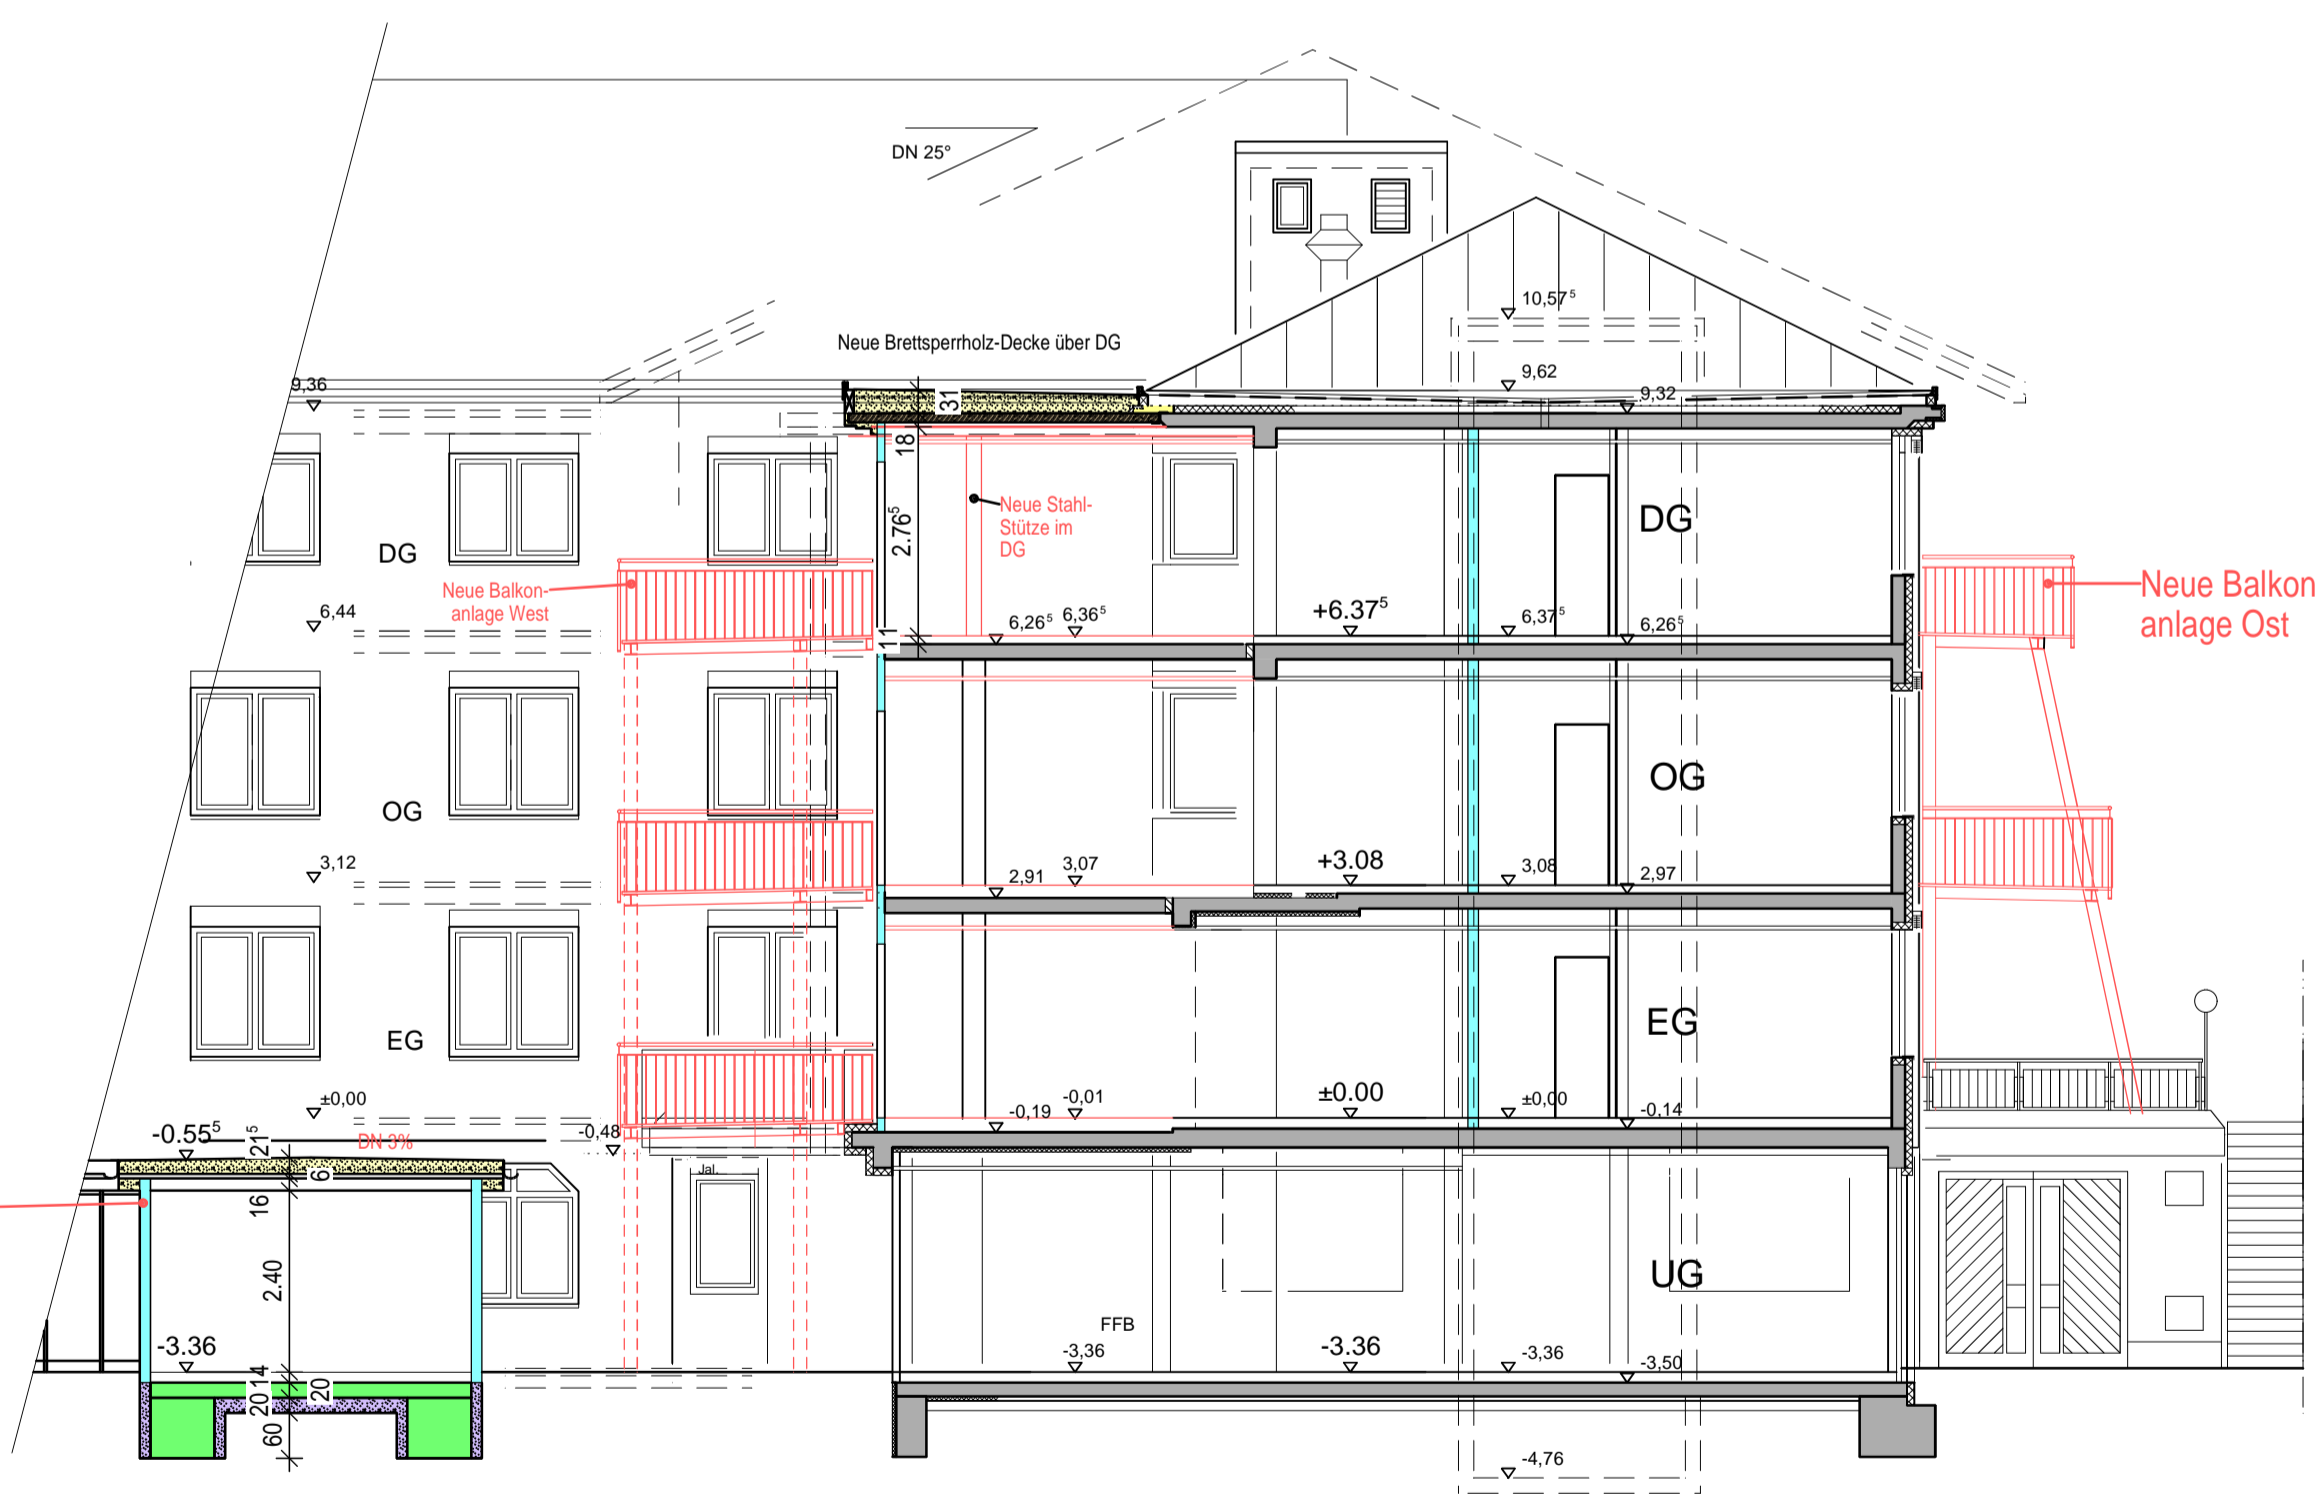 DN 25°
10,57⁵
Neue Brettsperrholz-Decke über DG
9,62
9,36
9,32
31
18
2.76⁵
Neue Stahl-
Stütze im
DG
DG
DG
Neue Balkon-
anlage West
Neue Balkon
anlage Ost
6,44
6,26⁵
6,36⁵
+6.37⁵
6,37⁵
6,26⁵
11
OG
OG
3,12
2,91
3,07
+3.08
3,08
2,97
EG
EG
±0,00
-0,19
-0,01
±0.00
±0,00
-0,14
-0.55⁵
21⁵
DN 3%
-0,48
Jal.
6
16
2.40
UG
FFB
-3.36
-3,36
-3.36
-3,36
-3,50
14
20
20
60
-4,76